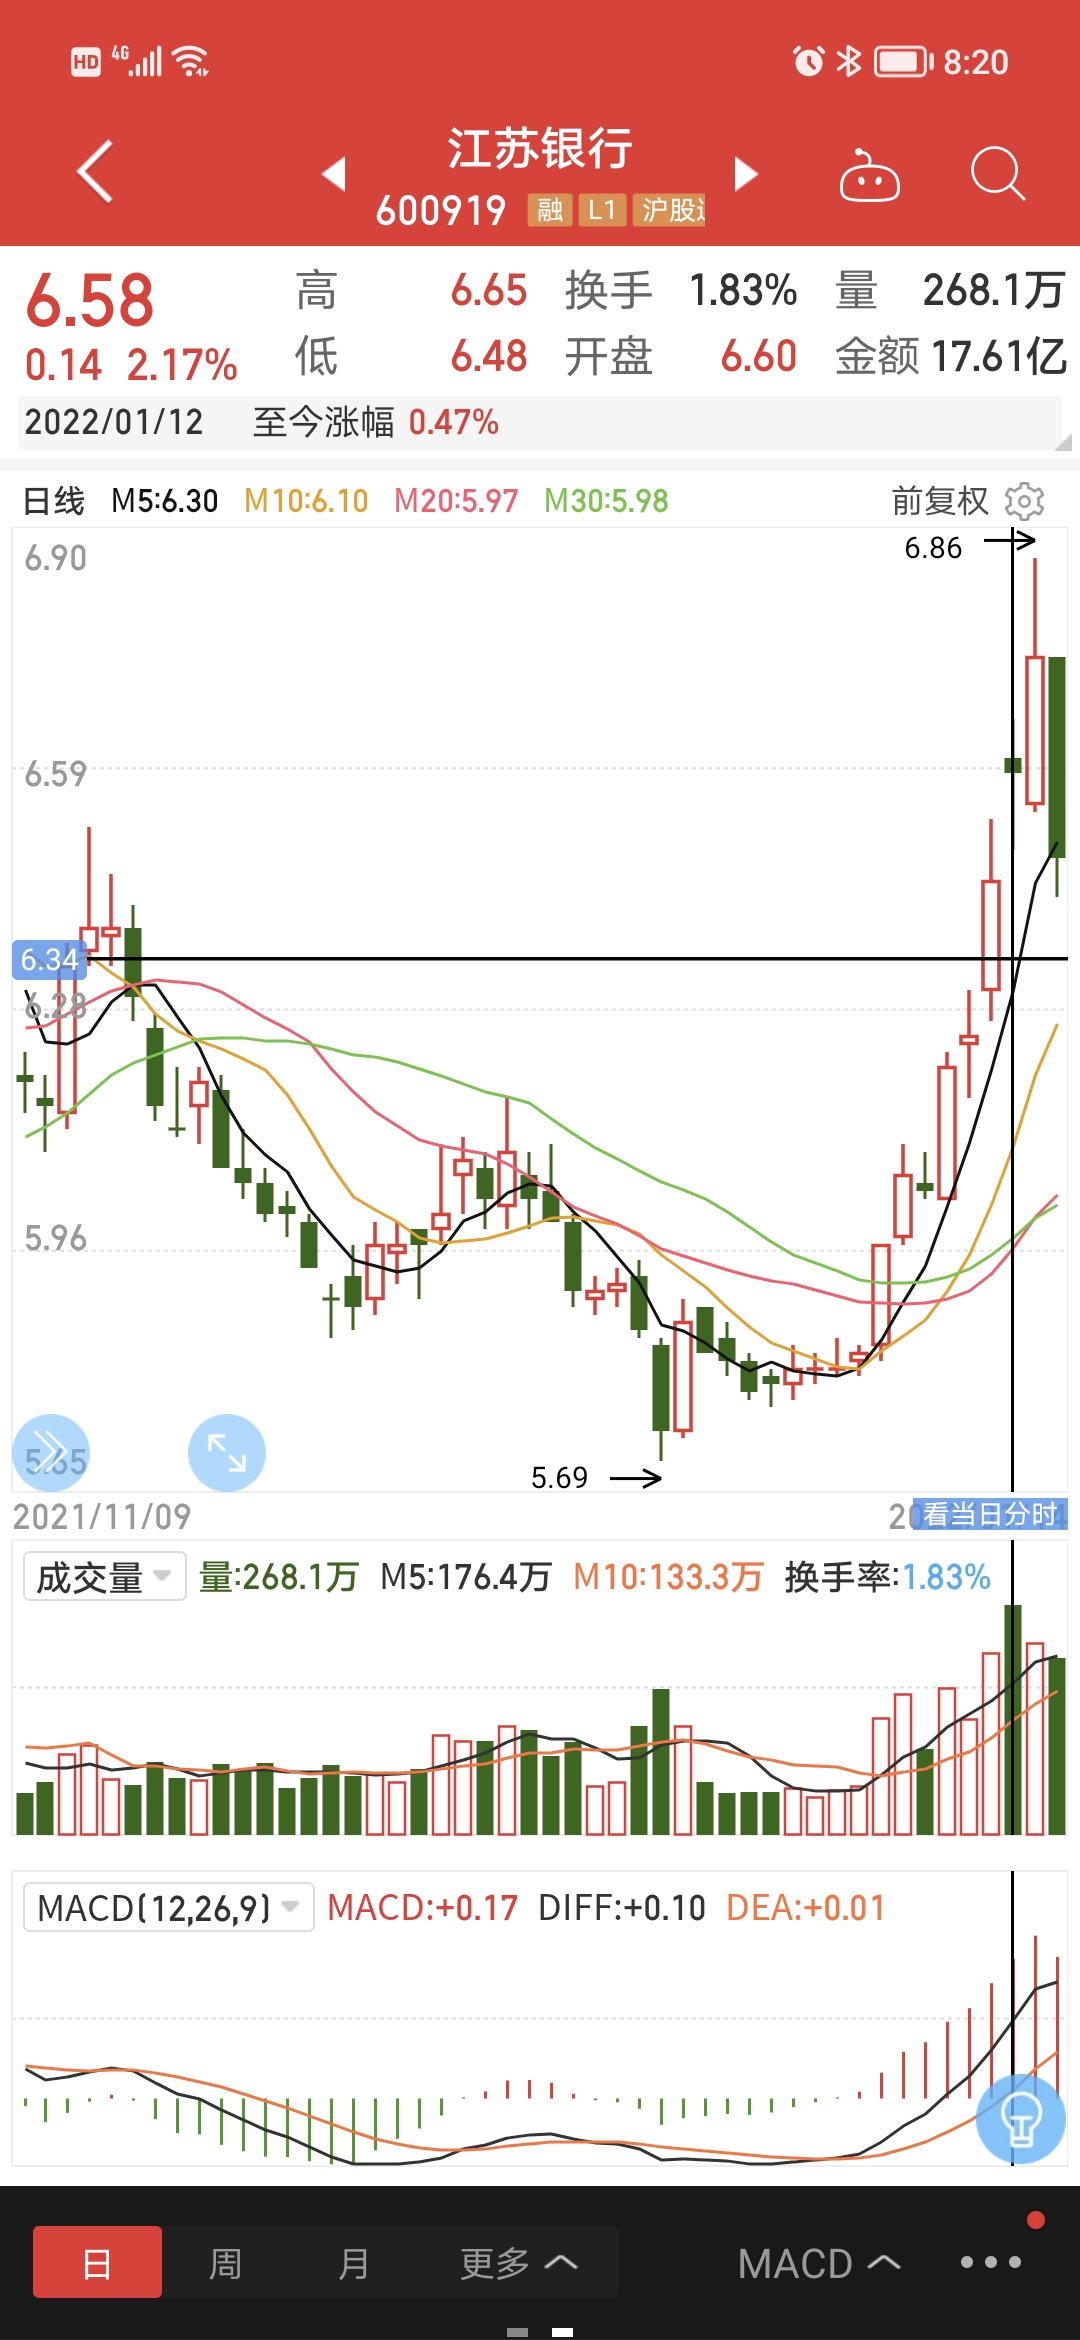 HD 4G 8:20
江苏银行
600919 融 L1 沪股
6.58 高 6.65 换手 1.83% 量 268.1万
0.14 2.17% 低 6.48 开盘 6.60 金额 17.61亿
2022/01/12 至今涨幅 0.47%
日线 M5:6.30 M10:6.10 M20:5.97 M30:5.98 前复权
6.90
6.86
6.59
6.34
6.28
5.96
5.65
5.69
2021/11/09 看当日分时
成交量 量:268.1万 M5:176.4万 M10:133.3万 换手率:1.83%
MACD(12,26,9) MACD:+0.17 DIFF:+0.10 DEA:+0.01
日 周 月 更多 MACD